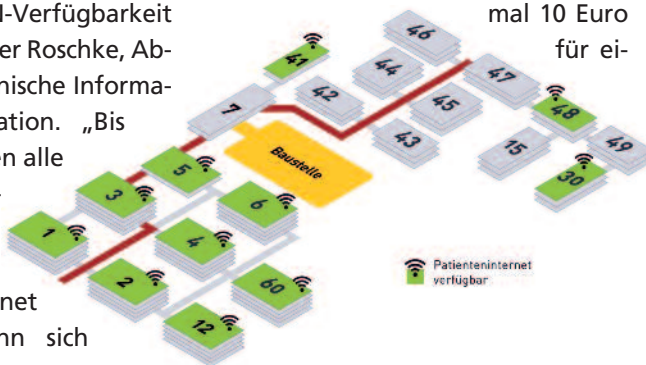 -Verfügbarkeit
er Roschke, Ab-
nische Informa-
ation. „Bis
en alle
net
nn sich
mal 10 Euro
für ei-
41
46
7
44
47
42
45
48
43
15
49
30
Baustelle
5
3
6
1
4
2
60
12
Patienteninternet
verfügbar